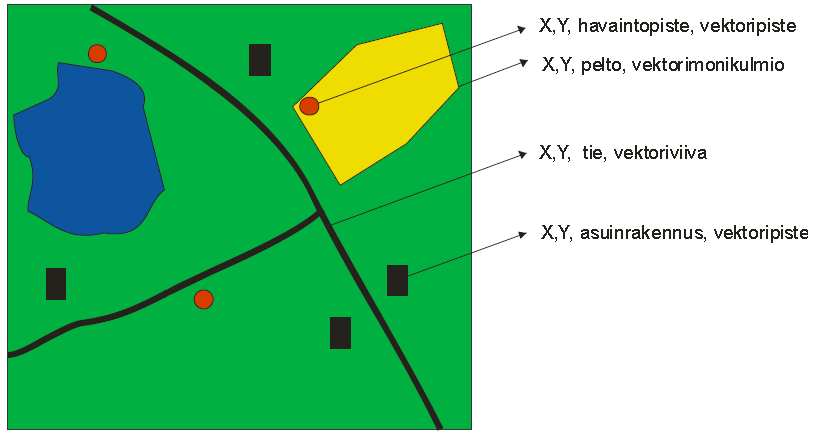 X,Y, havaintopiste, vektoripiste
X,Y, pelto, vektorimonikulmio
X,Y, tie, vektoriviiva
X,Y, asuinrakennus, vektoripiste